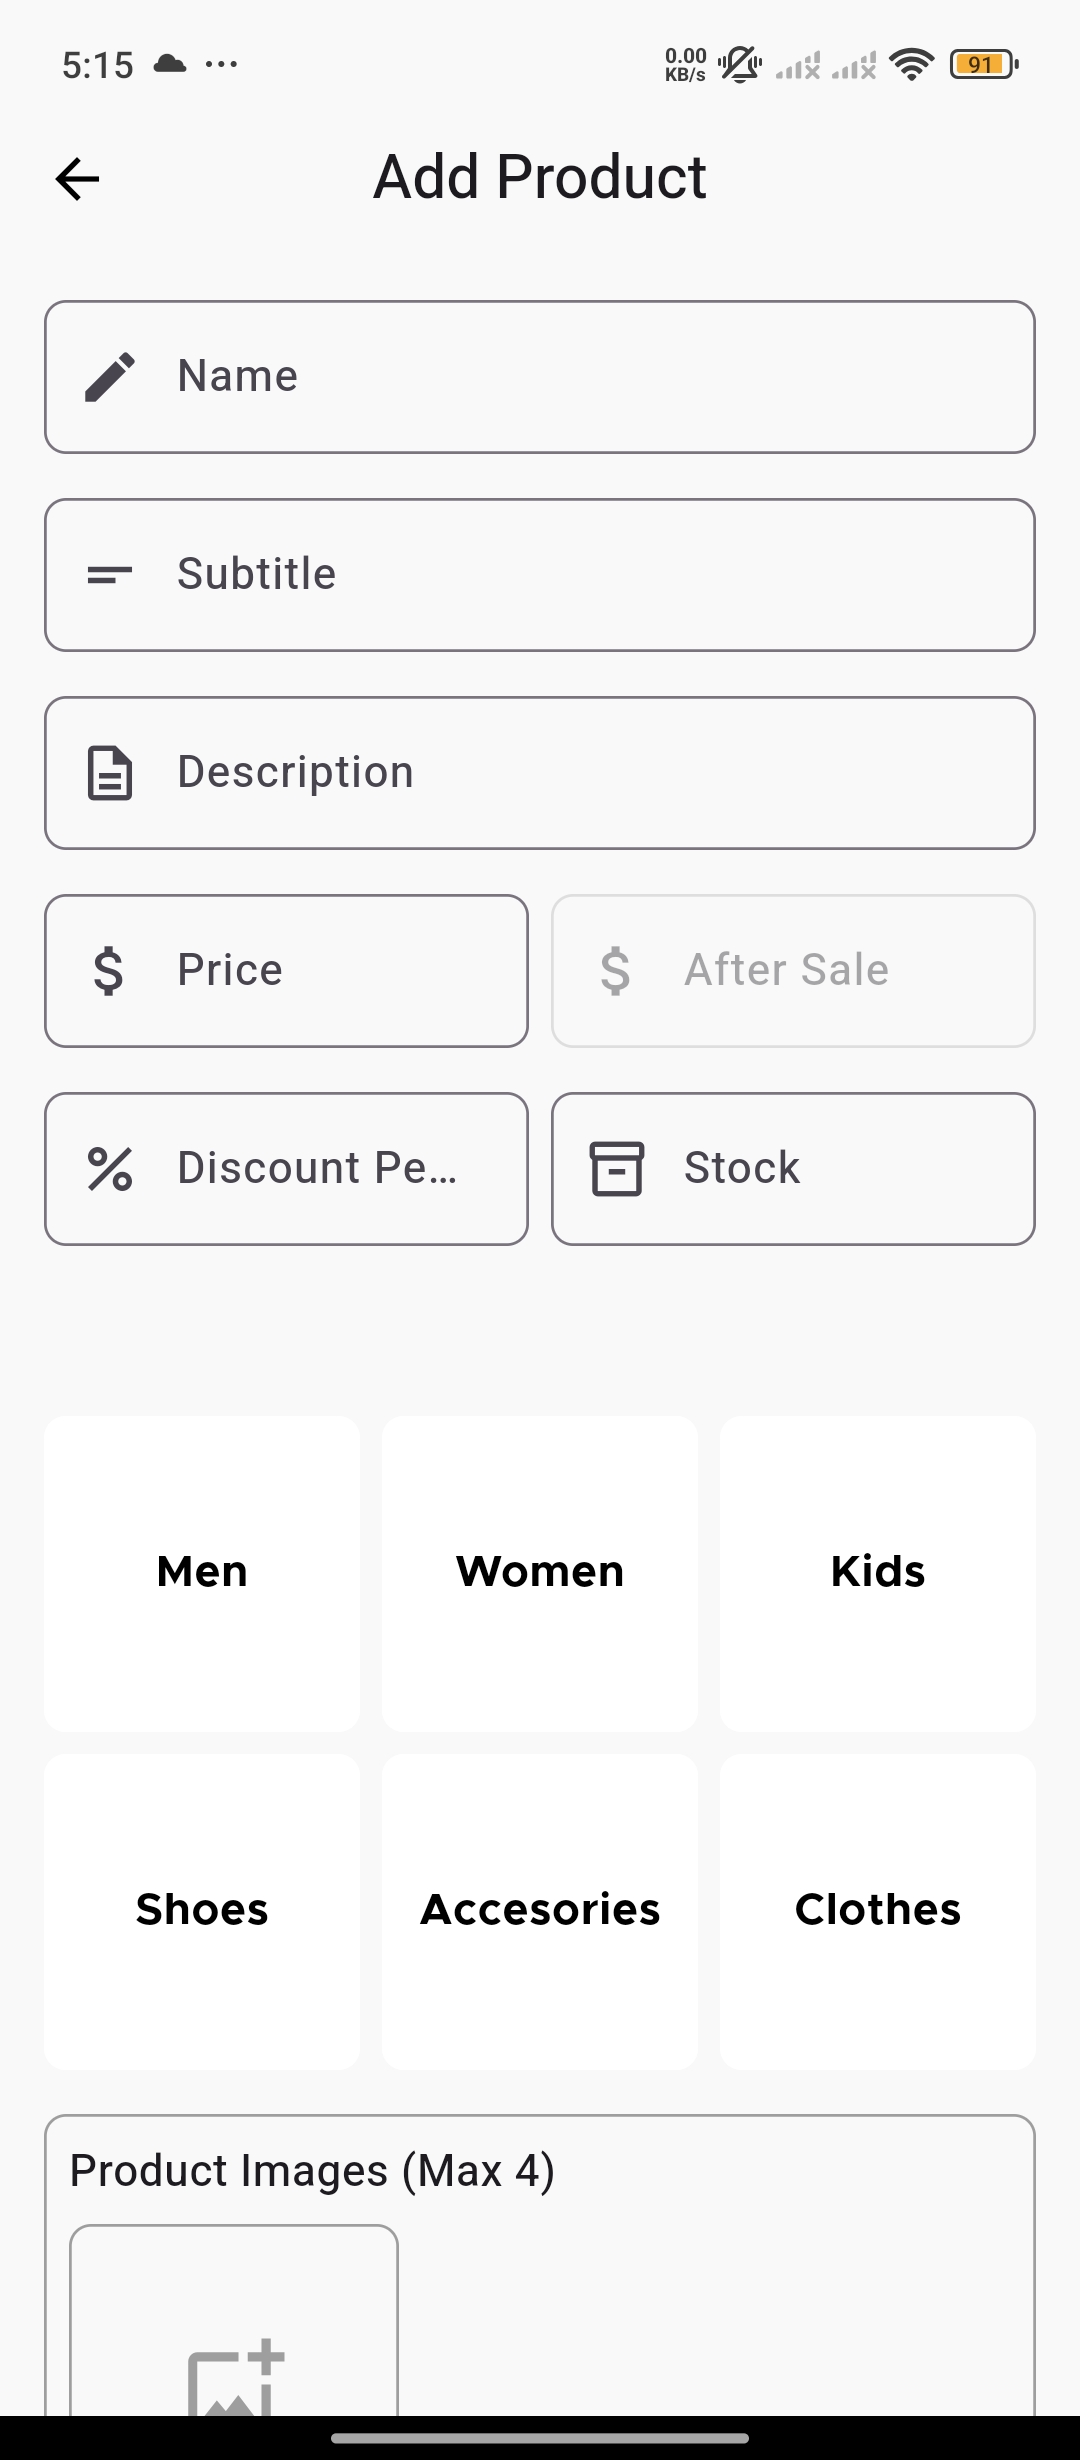 5:15 ... 0.00 KB/s 91
Add Product
Name
Subtitle
Description
Price After Sale
Discount Pe... Stock
Men Women Kids
Shoes Accesories Clothes
Product Images (Max 4)